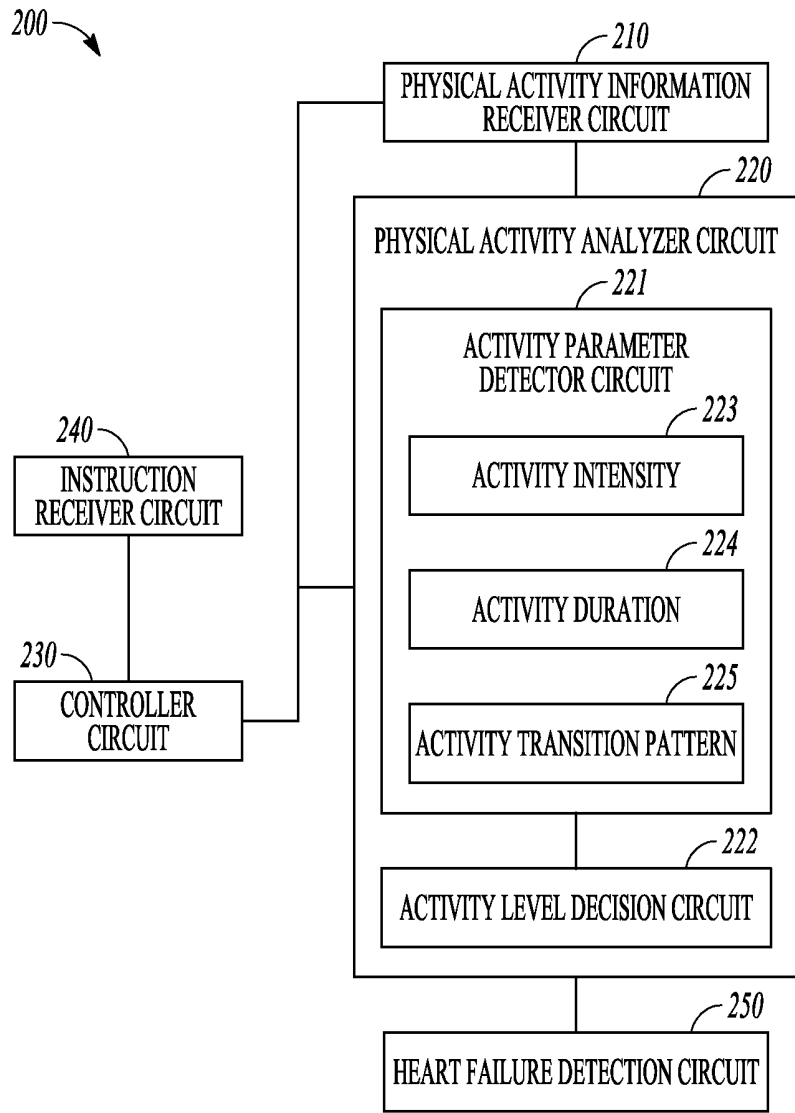 200
210
PHYSICAL ACTIVITY INFORMATION
RECEIVER CIRCUIT
220
PHYSICAL ACTIVITY ANALYZER CIRCUIT
221
ACTIVITY PARAMETER
DETECTOR CIRCUIT
223
ACTIVITY INTENSITY
240
INSTRUCTION
RECEIVER CIRCUIT
224
ACTIVITY DURATION
230
CONTROLLER
CIRCUIT
225
ACTIVITY TRANSITION PATTERN
222
ACTIVITY LEVEL DECISION CIRCUIT
250
HEART FAILURE DETECTION CIRCUIT